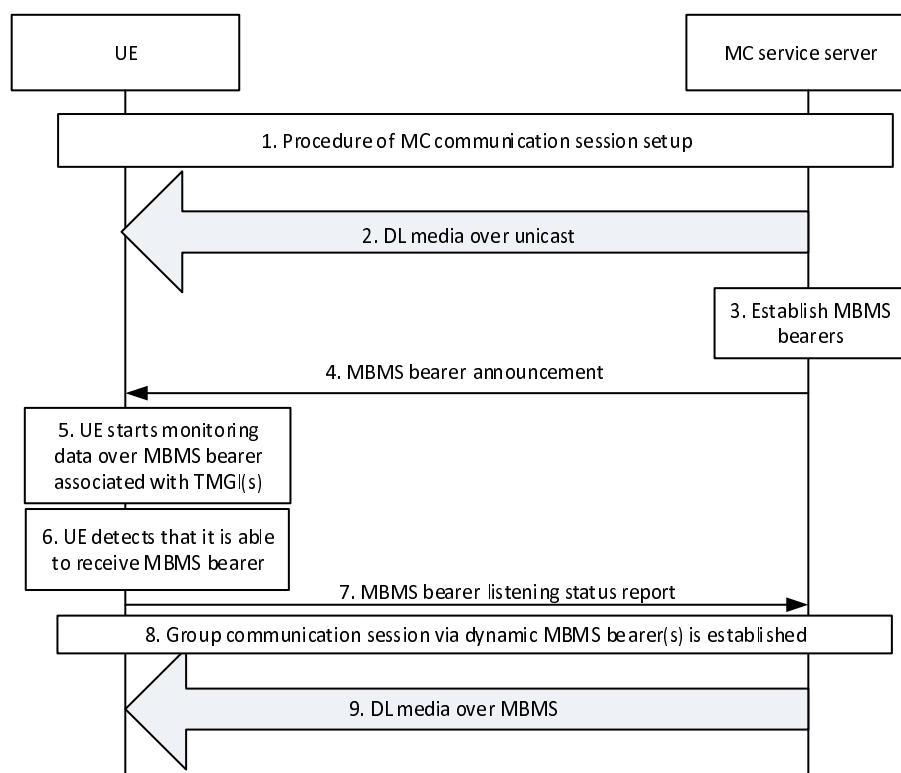 UE
MC service server
1. Procedure of MC communication session setup
2. DL media over unicast
3. Establish MBMS
bearers
4. MBMS bearer announcement
5. UE starts monitoring
data over MBMS bearer
associated with TMGI(s)
6. UE detects that it is able
to receive MBMS bearer
7. MBMS bearer listening status report
8. Group communication session via dynamic MBMS bearer(s) is established
9. DL media over MBMS